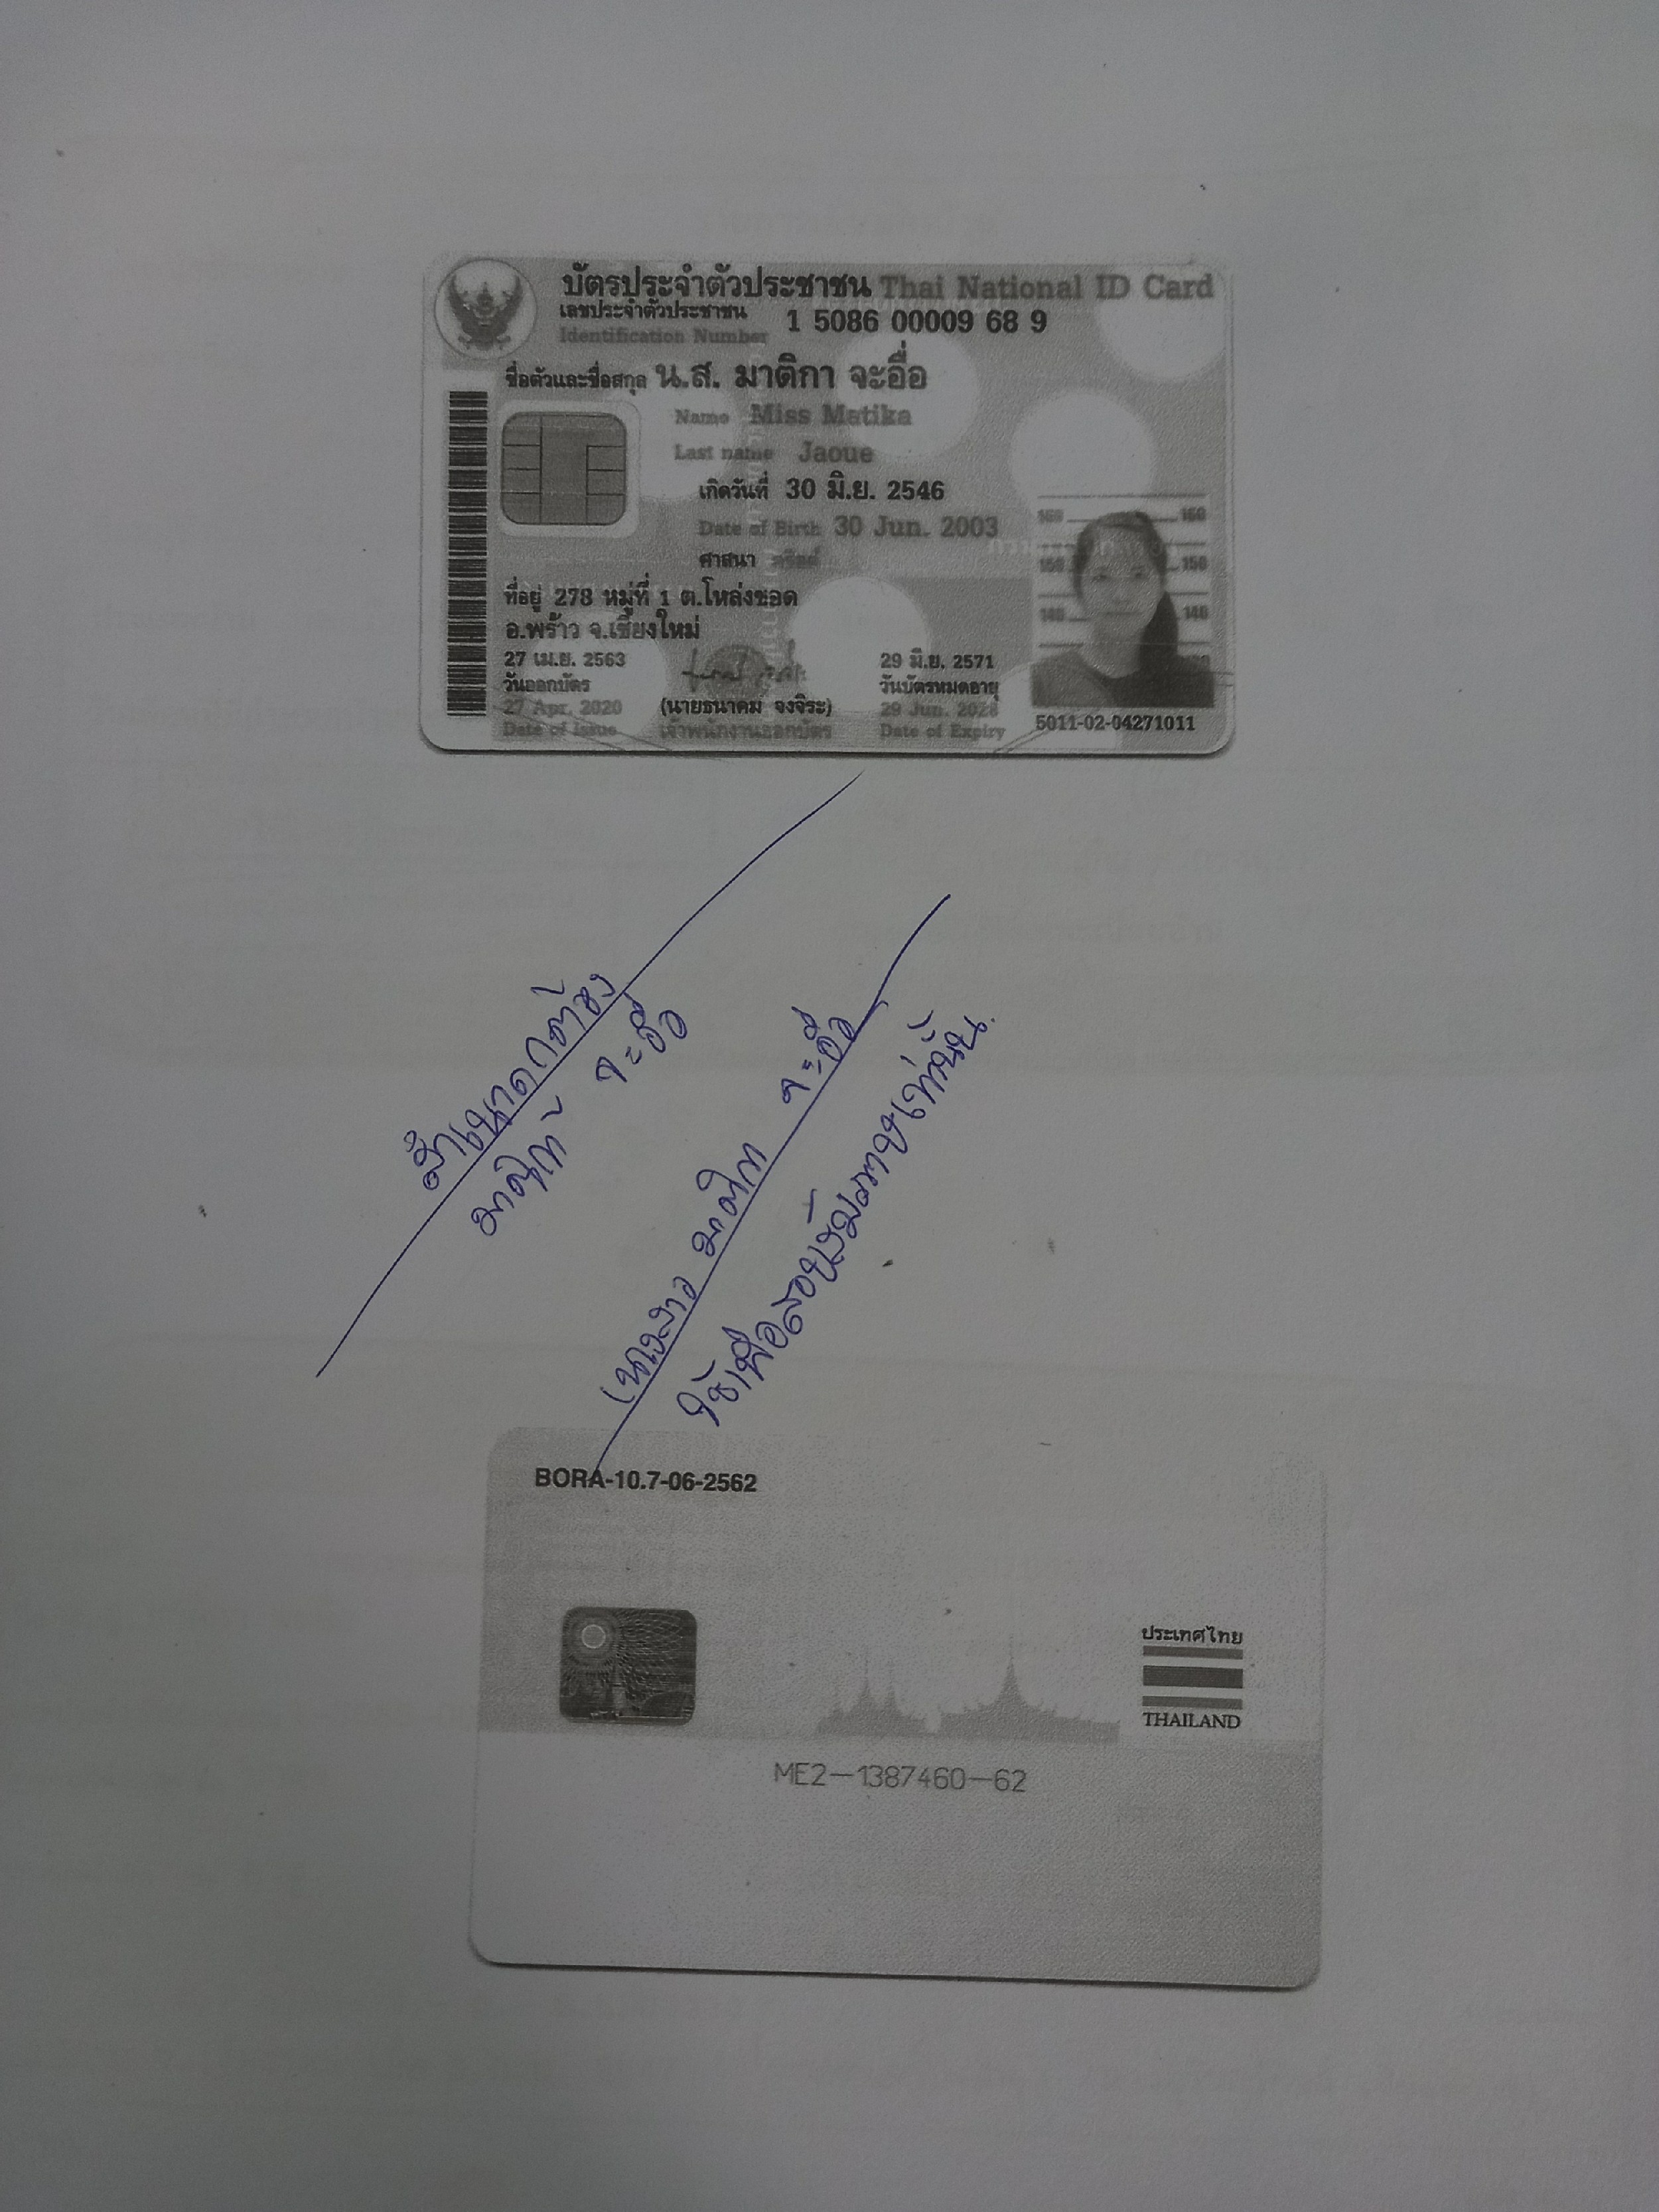 บัตรประจำตัวประชาชน Thai National ID Card
เลขประจำตัวประชาชน 1 5086 00009 68 9
Identification Number
ชื่อตัวและชื่อสกุล น.ส. มาติกา จะอื่อ
Name Miss Matika
Last name Jaoue
เกิดวันที่ 30 มิ.ย. 2546
Date of Birth 30 Jun. 2003
ศาสนา คริสต์
ที่อยู่ 278 หมู่ที่ 1 ต.โหล่งขอด
อ.พร้าว จ.เชียงใหม่
27 เม.ย. 2563
วันออกบัตร
27 Apr. 2020
Date of Issue
(นายธนาคม จงจิระ)
เจ้าพนักงานออกบัตร
29 มิ.ย. 2571
วันบัตรหมดอายุ
29 Jun. 2028
Date of Expiry
160 160
150 150
140 140
5011-02-04271011
สำเนาถูกต้อง
มาติกา จะอื่อ
(นางสาว มาติกา จะอื่อ
ใช้เพื่อสอบสัมภาษเท่านั้น
BORA-10.7-06-2562
ประเทศไทย
THAILAND
ME2-1387460-62